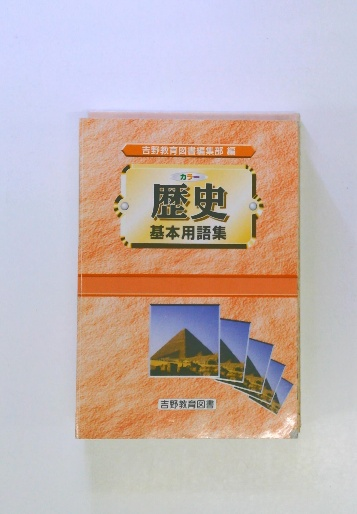 吉野教育図書編集部 編
カラー
歴史
基本用語集
吉野教育図書